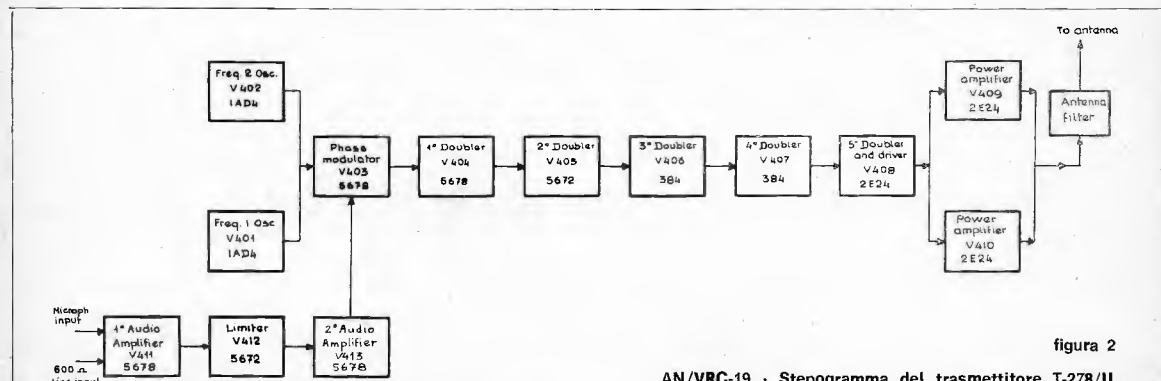 To antenna
Freq. 2 Osc.
V402
1AD4
Power
amplifier
V409
2E24
Antenna
filter
Phase
modulator
V403
5678
1° Doubler
V404
5678
2° Doubler
V405
5672
3° Doubler
V406
3B4
4° Doubler
V407
3B4
5° Doubler
and driver
V408
2E24
Freq. 1 Osc
V401
1AD4
Power
amplifier
V410
2E24
Microph
input
600 Ω
1° Audio
Amplifier
V411
5678
Limiter
V412
5672
2° Audio
Amplifier
V413
5678
figura 2
AN/VRC-19 · Stenogramma del trasmettitore T-278/U